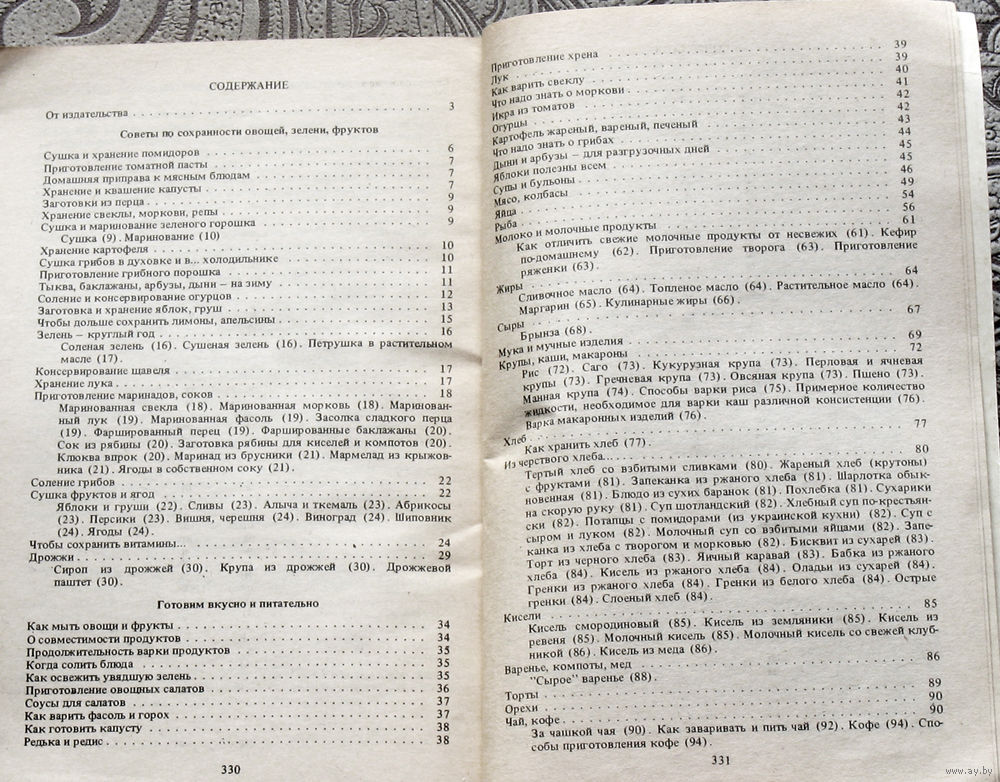 СОДЕРЖАНИЕ
От издательства . . . 3
Советы по сохранности овощей, зелени, фруктов
Сушка и хранение помидоров . . . 6
Приготовление томатной пасты . . . 7
Домашняя приправа к мясным блюдам . . . 7
Хранение и квашение капусты . . . 7
Заготовки из перца . . . 9
Хранение свеклы, моркови, репы . . . 9
Сушка и маринование зеленого горошка . . . 9
Сушка (9). Маринование (10)
Хранение картофеля . . . 10
Сушка грибов в духовке и в... холодильнике . . . 10
Приготовление грибного порошка . . . 11
Тыква, баклажаны, арбузы, дыни – на зиму . . . 11
Соление и консервирование огурцов . . . 12
Заготовка и хранение яблок, груш . . . 13
Чтобы дольше сохранить лимоны, апельсины . . . 15
Зелень – круглый год . . . 16
Соленая зелень (16). Сушеная зелень (16). Петрушка в растительном
масле (17).
Консервирование щавеля . . . 17
Хранение лука . . . 17
Приготовление маринадов, соков . . . 18
Маринованная свекла (18). Маринованная морковь (18). Маринован-
ный лук (19). Маринованная фасоль (19). Засолка сладкого перца
(19). Фаршированный перец (19). Фаршированные баклажаны (20).
Сок из рябины (20). Заготовка рябины для киселей и компотов (20).
Клюква впрок (20). Маринад из брусники (21). Мармелад из крыжов-
ника (21). Ягоды в собственном соку (21).
Соление грибов . . . 22
Сушка фруктов и ягод . . . 22
Яблоки и груши (22). Сливы (23). Алыча и ткемаль (23). Абрикосы
(23). Персики (23). Вишня, черешня (24). Виноград (24). Шиповник
(24). Ягоды (24).
Чтобы сохранить витамины... . . . 24
Дрожжи . . . 29
Сироп из дрожжей (30). Крупа из дрожжей (30). Дрожжевой
паштет (30).
Готовим вкусно и питательно
Как мыть овощи и фрукты . . . 34
О совместимости продуктов . . . 34
Продолжительность варки продуктов . . . 35
Когда солить блюда . . . 35
Как освежить увядшую зелень . . . 35
Приготовление овощных салатов . . . 36
Соусы для салатов . . . 37
Как варить фасоль и горох . . . 37
Как готовить капусту . . . 38
Редька и редис . . . 38
330
Приготовление хрена . . . 39
Лук . . . 39
Как варить свеклу . . . 40
Что надо знать о моркови . . . 41
Икра из томатов . . . 42
Огурцы . . . 42
Картофель жареный, вареный, печеный . . . 43
Что надо знать о грибах . . . 44
Дыни и арбузы – для разгрузочных дней . . . 45
Яблоки полезны всем . . . 45
Супы и бульоны . . . 46
Мясо, колбасы . . . 49
Яйца . . . 54
Рыба . . . 56
Молоко и молочные продукты . . . 61
Как отличить свежие молочные продукты от несвежих (61). Кефир
по-домашнему (62). Приготовление творога (63). Приготовление
ряженки (63).
Жиры . . . 64
Сливочное масло (64). Топленое масло (64). Растительное масло (64).
Маргарин (65). Кулинарные жиры (66).
Сыры . . . 67
Брынза (68).
Мука и мучные изделия . . . 69
Крупы, каши, макароны . . . 72
Рис (72). Саго (73). Кукурузная крупа (73). Перловая и ячневая
крупы (73). Гречневая крупа (73). Овсяная крупа (73). Пшено (73).
Манная крупа (74). Способы варки риса (75). Примерное количество
жидкости, необходимое для варки каш различной консистенции (76).
Варка макаронных изделий (76).
Хлеб . . . 77
Как хранить хлеб (77).
Из черствого хлеба... . . . 80
Тертый хлеб со взбитыми сливками (80). Жареный хлеб (крутоны)
с фруктами (81). Запеканка из ржаного хлеба (81). Шарлотка обык-
новенная (81). Блюдо из сухих баранок (81). Похлебка (81). Сухарики
на скорую руку (81). Суп шотландский (82). Хлебный суп по-крестьян-
ски (82). Потапцы с помидорами (из украинской кухни) (82). Суп с
сыром и луком (82). Молочный суп со взбитыми яйцами (82). Запе-
канка из хлеба с творогом и морковью (82). Бисквит из сухарей (83).
Торт из черного хлеба (83). Яичный каравай (83). Бабка из ржаного
хлеба (84). Кисель из ржаного хлеба (84). Оладьи из сухарей (84).
Гренки из ржаного хлеба (84). Гренки из белого хлеба (84). Острые
гренки (84). Слоеный хлеб (84).
Кисели . . . 85
Кисель смородиновый (85). Кисель из земляники (85). Кисель из
ревеня (85). Молочный кисель (85). Молочный кисель со свежей клуб-
никой (86). Кисель из меда (86).
Варенье, компоты, мед . . . 86
"Сырое" варенье (88).
Торты . . . 89
Орехи . . . 90
Чай, кофе . . . 90
За чашкой чая (90). Как заваривать и пить чай (92). Кофе (94). Спо-
собы приготовления кофе (94).
331
www.ay.by